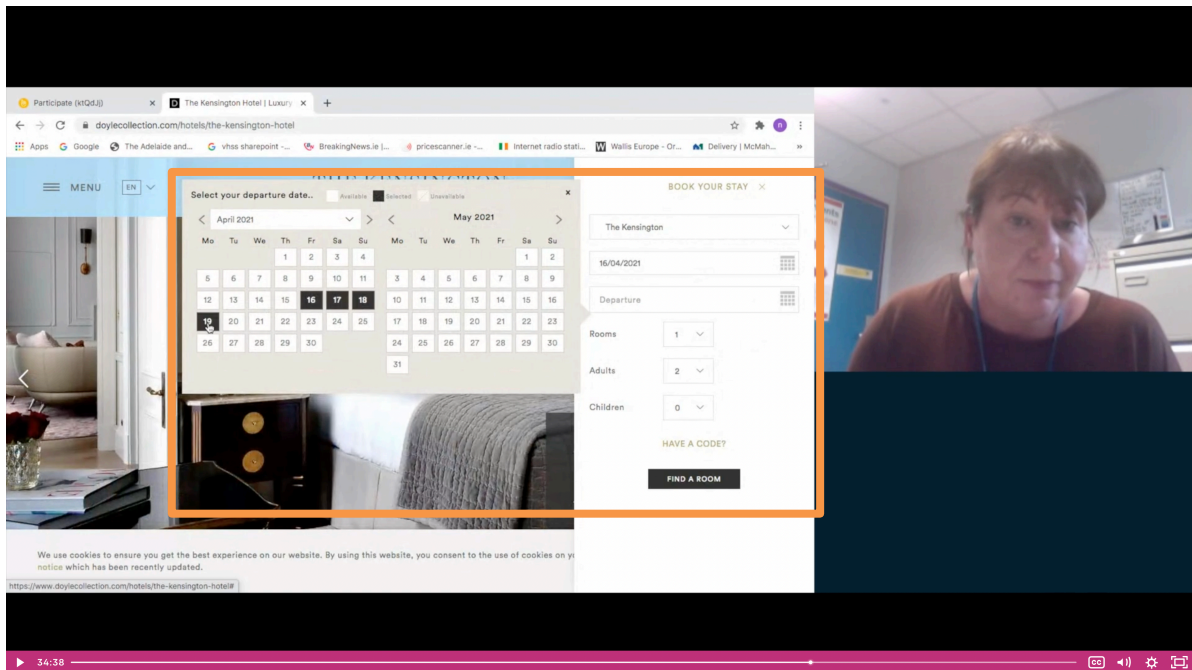 Participate (ktQdJj)
The Kensington Hotel | Luxury
doylecollection.com/hotels/the-kensington-hotel
Apps Google The Adelaide and... vhss sharepoint -... BreakingNews.ie |... pricescanner.ie -... Internet radio stati... Wallis Europe - Or... Delivery | McMah... »
MENU EN
THE KENSINGTON
BOOK YOUR STAY
Select your departure date.. Available Selected Unavailable x
April 2021 May 2021
Mo Tu We Th Fr Sa Su Mo Tu We Th Fr Sa Su
1 2 3 4 1 2
5 6 7 8 9 10 11 3 4 5 6 7 8 9
12 13 14 15 16 17 18 10 11 12 13 14 15 16
19 20 21 22 23 24 25 17 18 19 20 21 22 23
26 27 28 29 30 24 25 26 27 28 29 30
31
The Kensington
16/04/2021
Departure
Rooms 1
Adults 2
Children 0
HAVE A CODE?
FIND A ROOM
We use cookies to ensure you get the best experience on our website. By using this website, you consent to the use of cookies on
notice which has been recently updated.
https://www.doylecollection.com/hotels/the-kensington-hotel#
34:38
CC